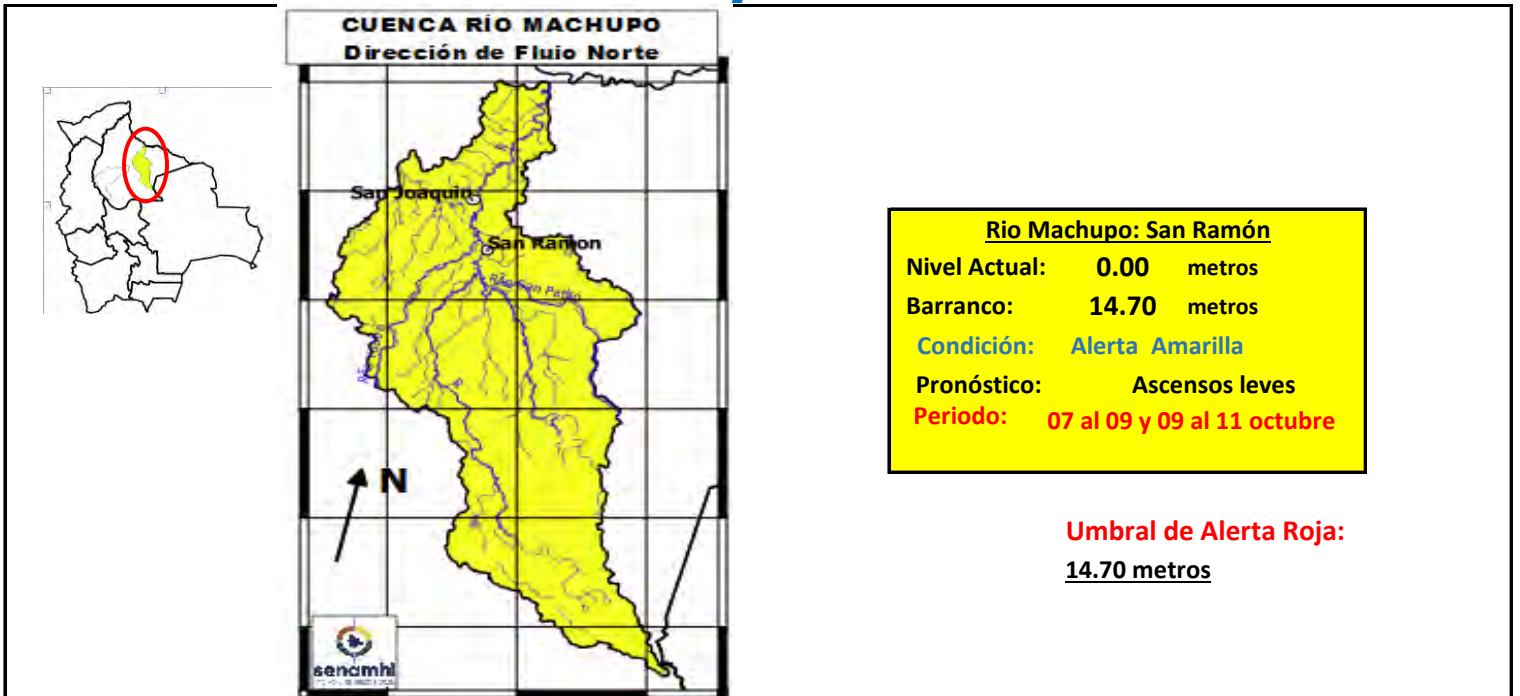 CUENCA RÍO MACHUPO
Dirección de Flujo Norte
San Joaquin
San Ramon
N
senamhi
Rio Machupo: San Ramón
Nivel Actual: 0.00 metros
Barranco: 14.70 metros
Condición: Alerta Amarilla
Pronóstico: Ascensos leves
Periodo: 07 al 09 y 09 al 11 octubre
Umbral de Alerta Roja:
14.70 metros